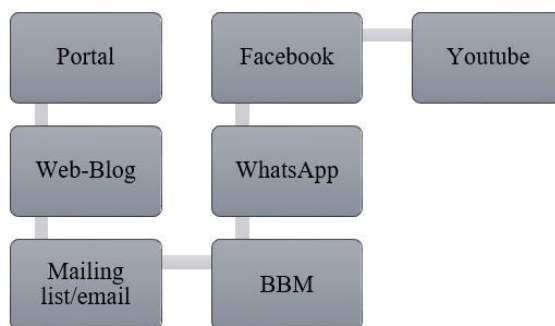 Portal
Facebook
Youtube
Web-Blog
WhatsApp
Mailing
list/email
BBM